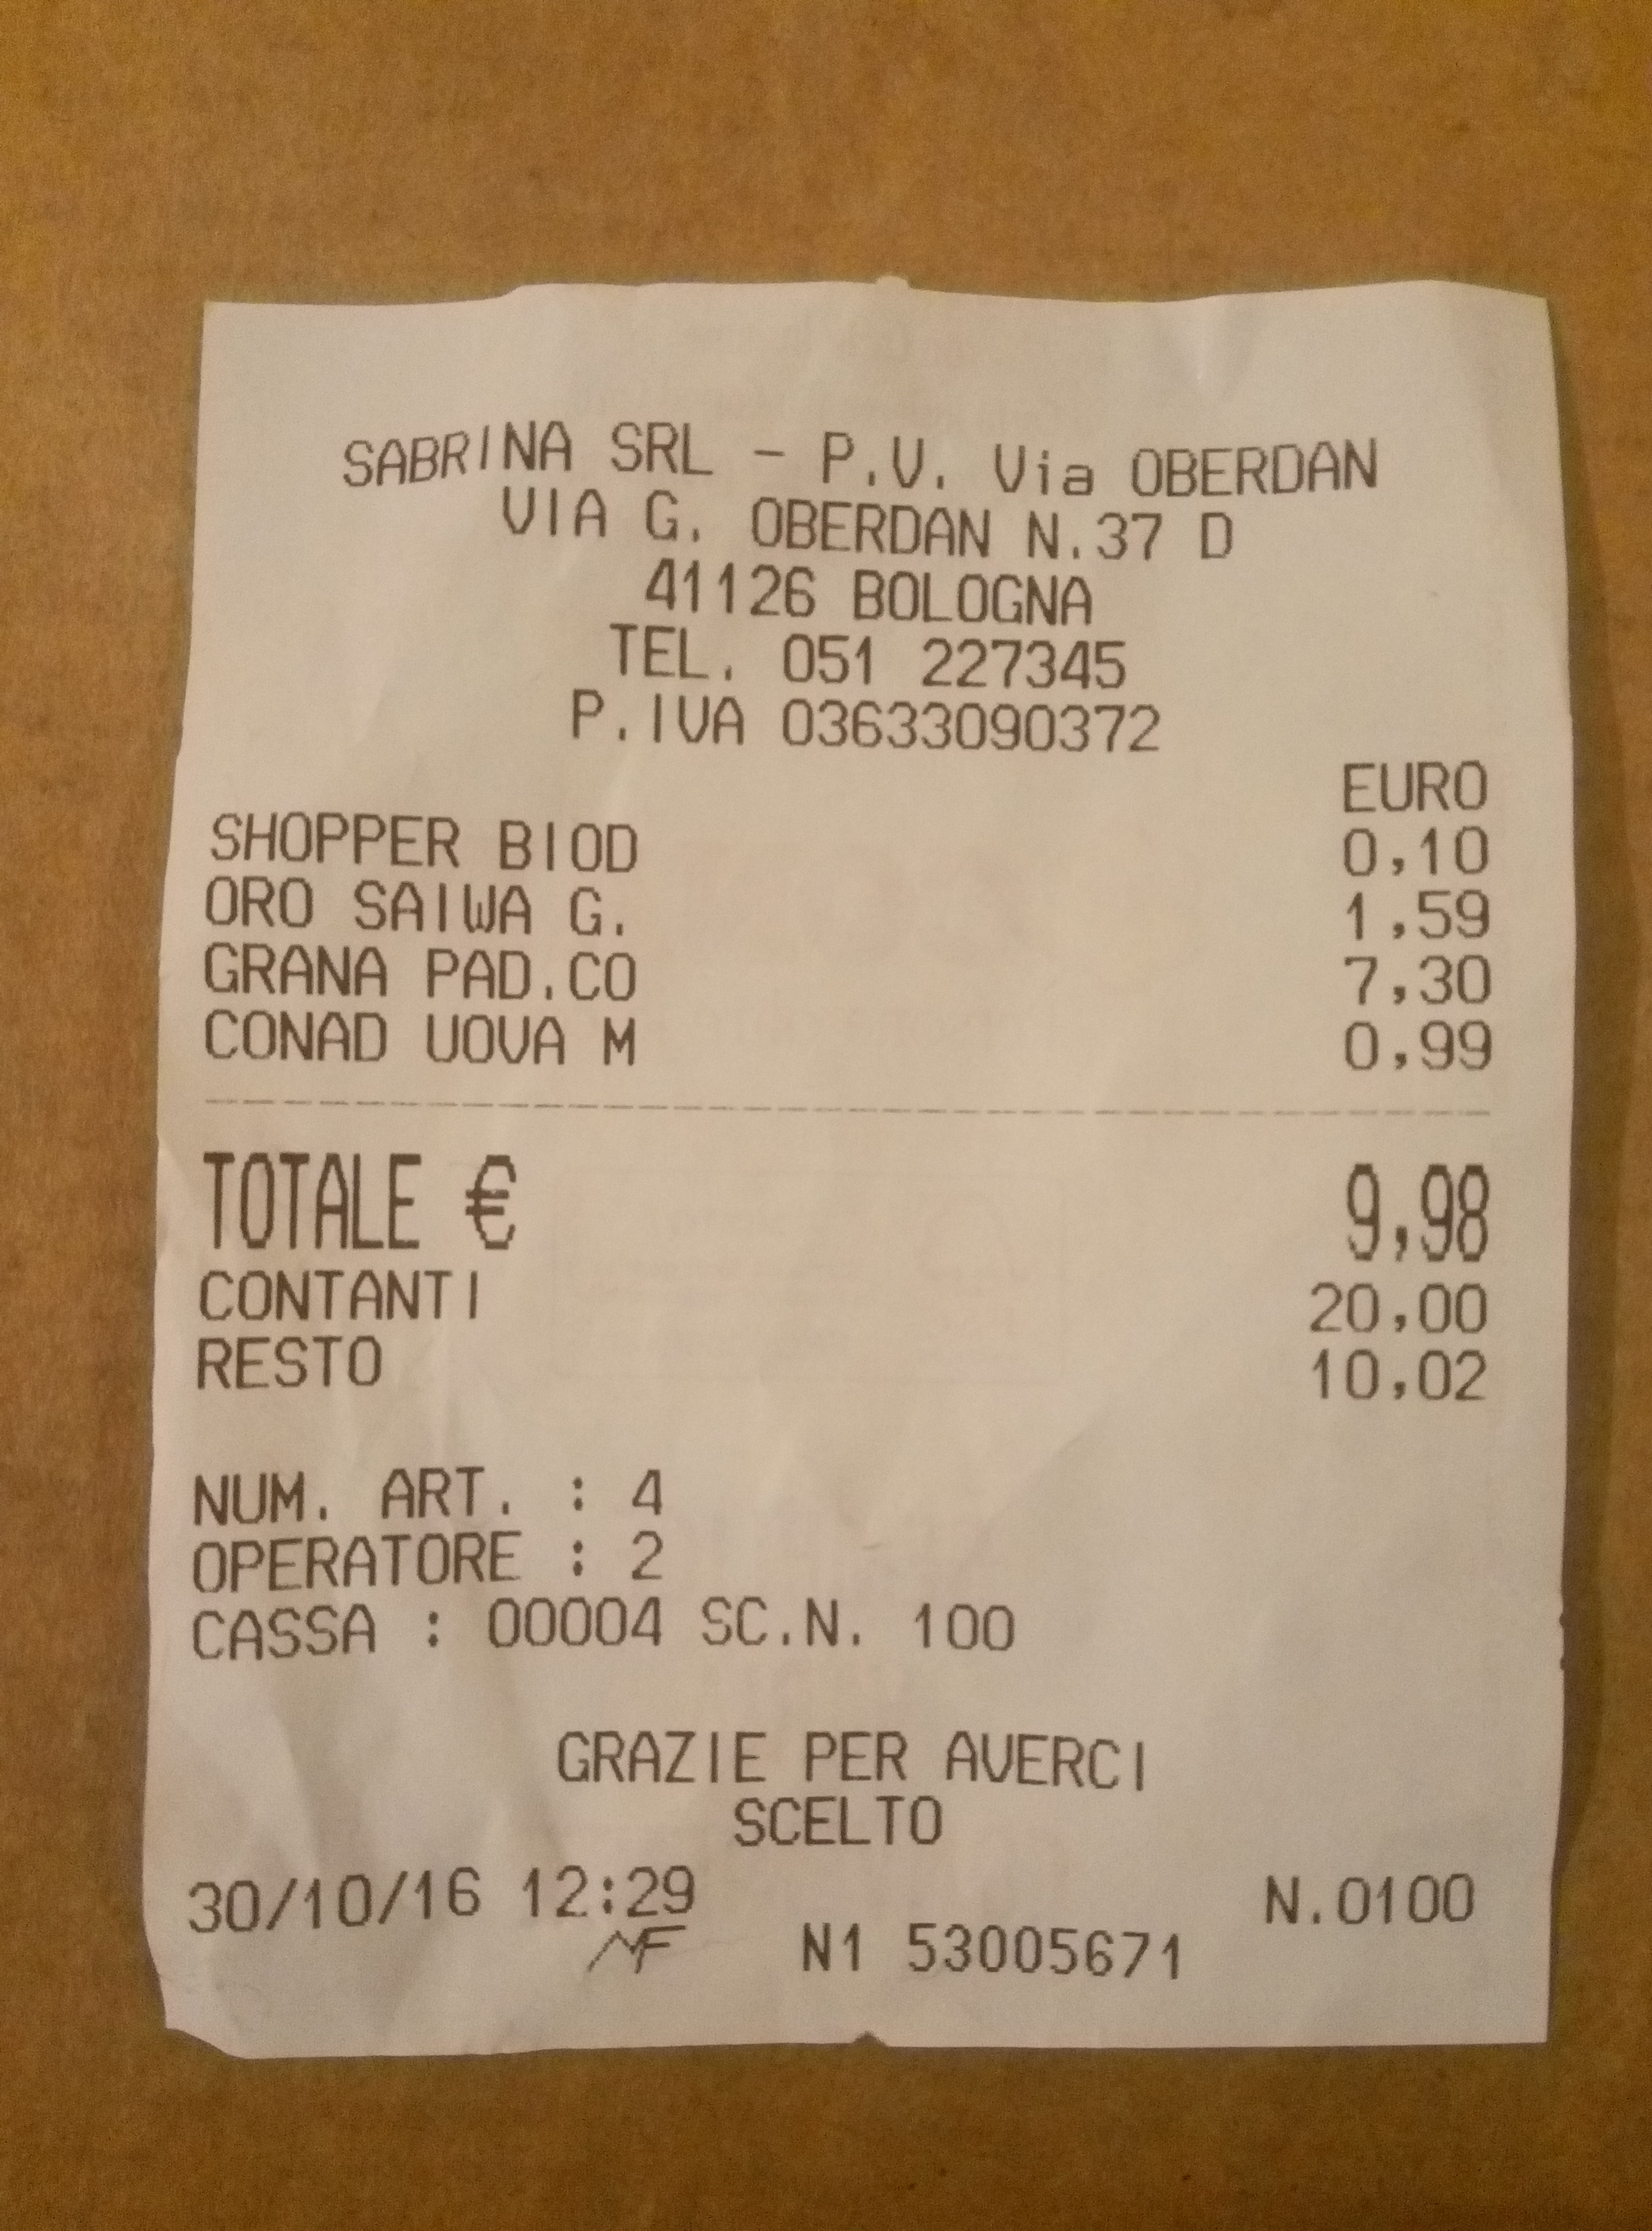 SABRINA SRL - P.V. Via OBERDAN
VIA G. OBERDAN N.37 D
41126 BOLOGNA
TEL. 051 227345
P.IVA 03633090372
EURO
SHOPPER BIOD 0,10
ORO SAIWA G. 1,59
GRANA PAD.CO 7,30
CONAD UOVA M 0,99
TOTALE € 9,98
CONTANTI 20,00
RESTO 10,02
NUM. ART. : 4
OPERATORE : 2
CASSA : 00004 SC.N. 100
GRAZIE PER AVERCI
SCELTO
30/10/16 12:29 N.0100
MF N1 53005671